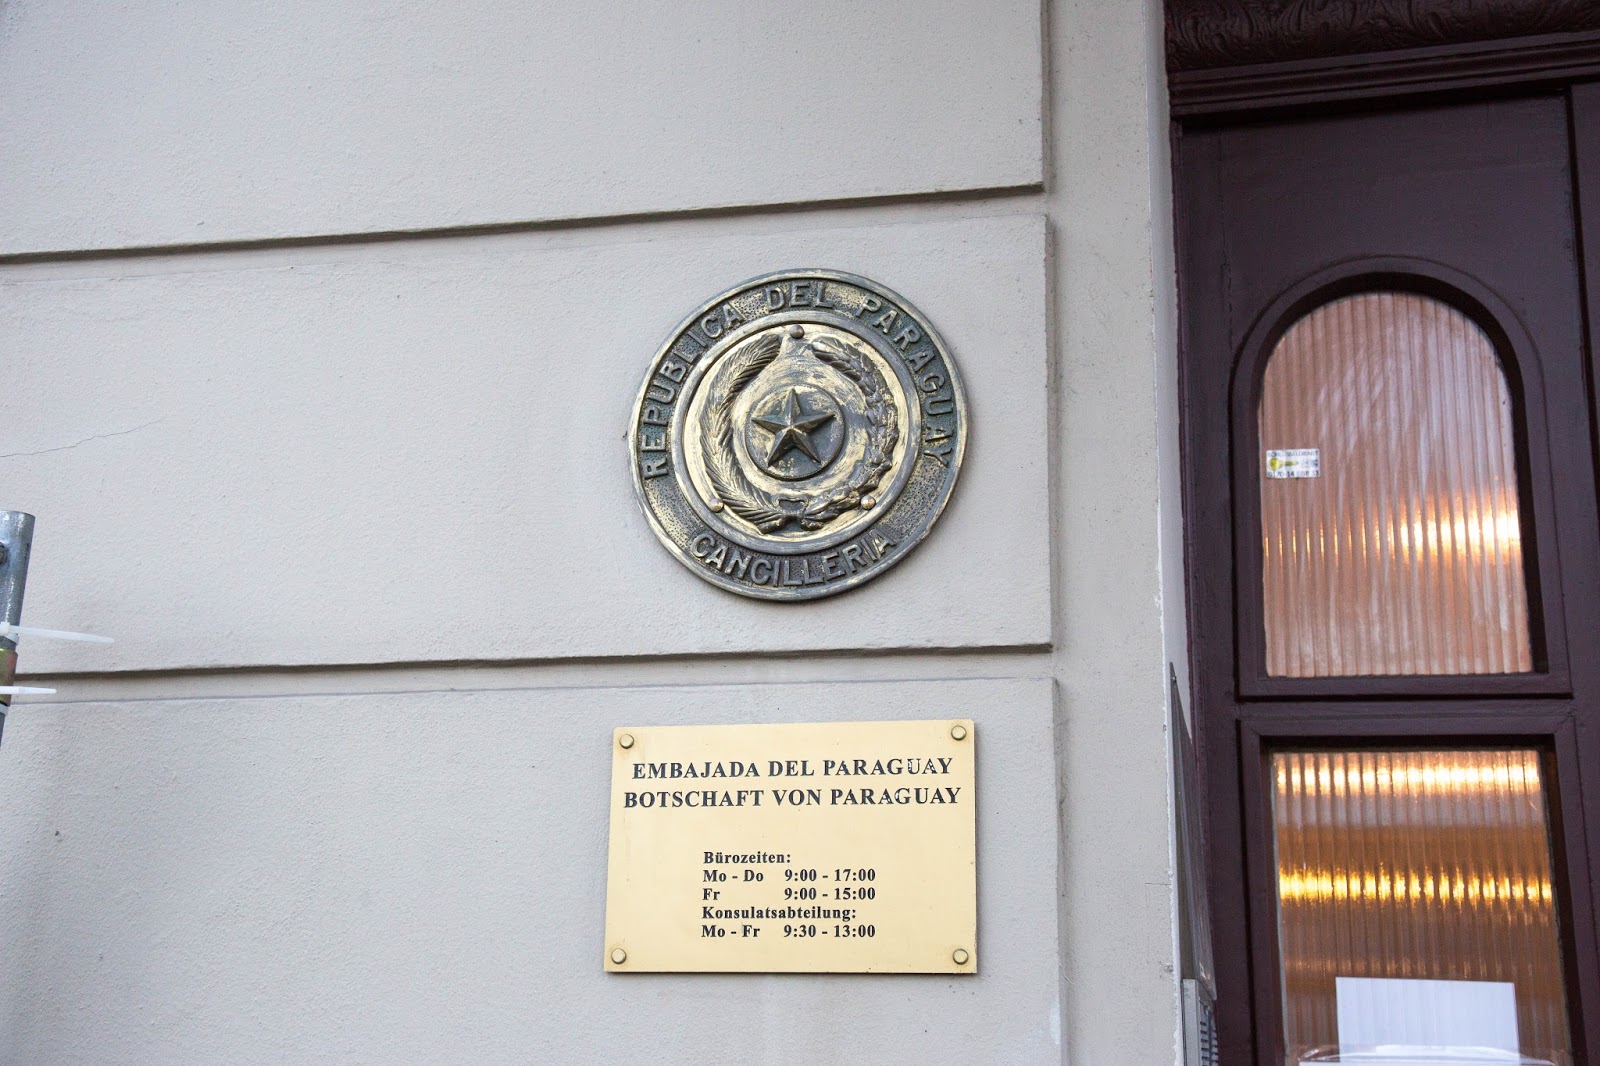 REPUBLICA DEL PARAGUAY
CANCILLERIA
EMBAJADA DEL PARAGUAY
BOTSCHAFT VON PARAGUAY
Bürozeiten:
Mo - Do 9:00 - 17:00
Fr 9:00 - 15:00
Konsulatsabteilung:
Mo - Fr 9:30 - 13:00